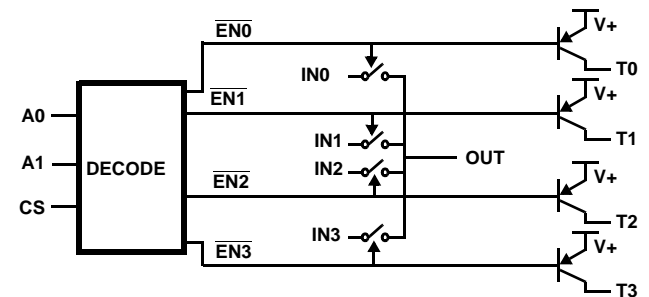 EN0
V+
IN0
T0
EN1
V+
A0
IN1
T1
A1
DECODE
IN2
OUT
EN2
V+
CS
T2
IN3
EN3
V+
T3